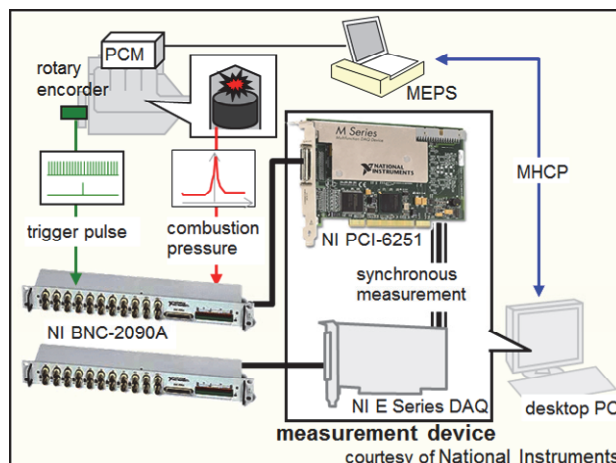 PCM
rotary
encorder
MEPS
M Series
NATIONAL
INSTRUMENTS
MHCP
trigger pulse
combustion
pressure
NI PCI-6251
synchronous
measurement
NI BNC-2090A
NI E Series DAQ
desktop PC
measurement device
courtesy of National Instruments